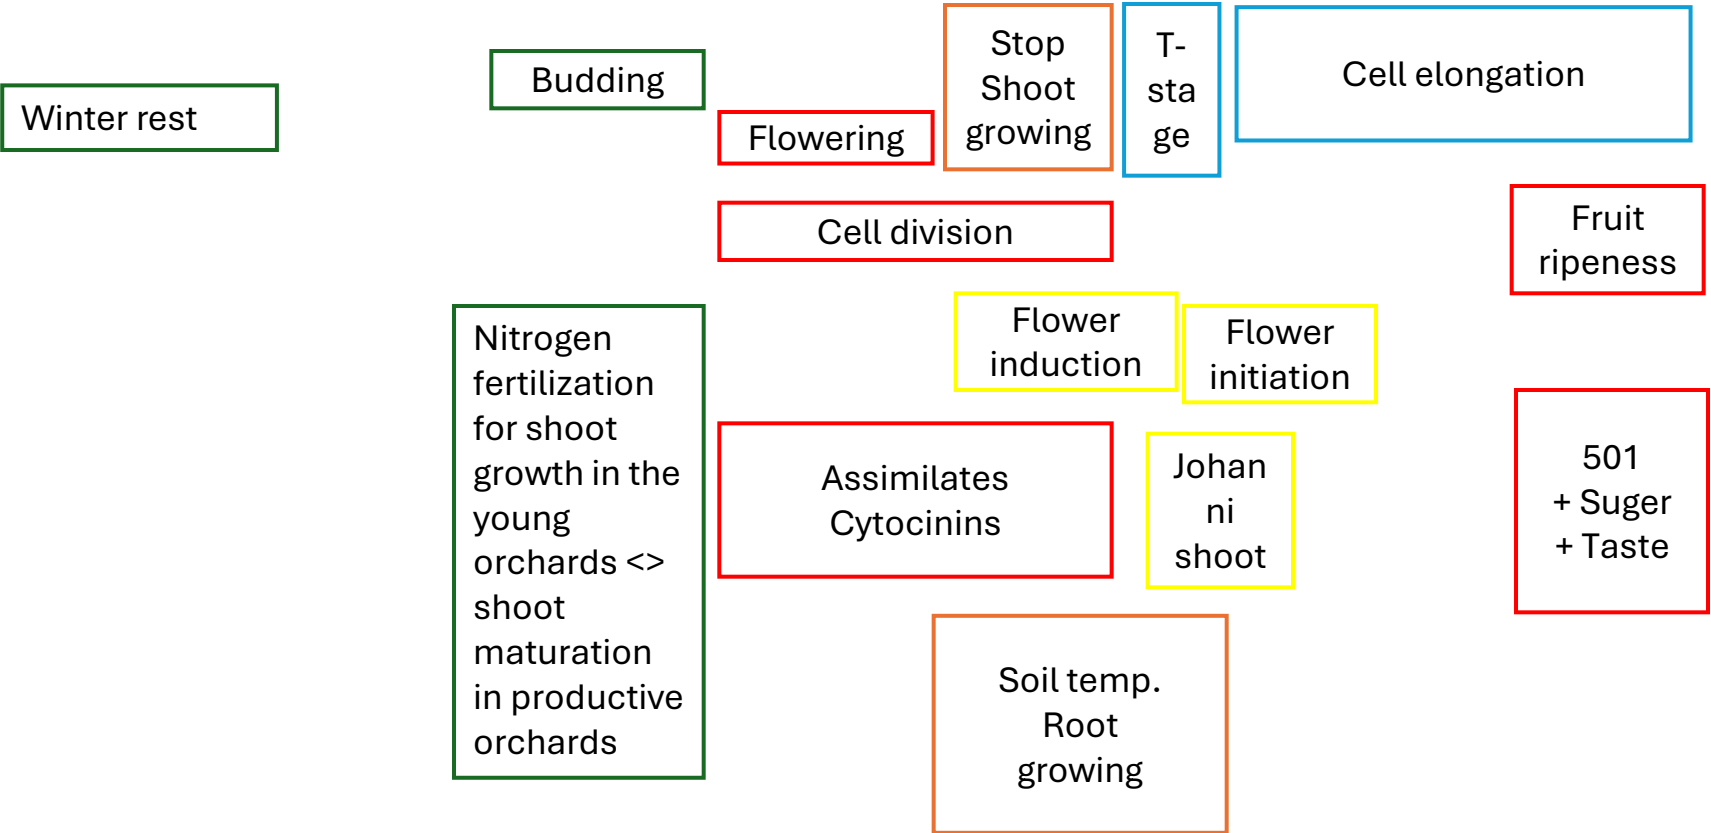 Winter rest
Budding
Flowering
Stop
Shoot
growing
T-
sta
ge
Cell elongation
Cell division
Fruit
ripeness
Nitrogen
fertilization
for shoot
growth in the
young
orchards <>
shoot
maturation
in productive
orchards
Flower
induction
Flower
initiation
Assimilates
Cytocinins
Johan
ni
shoot
501
+ Suger
+ Taste
Soil temp.
Root
growing